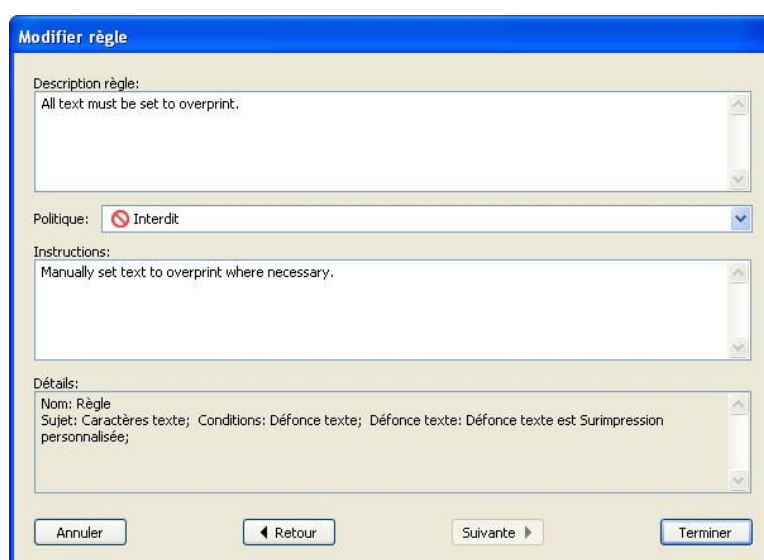 Modifier règle
Description règle:
All text must be set to overprint.
Politique: Interdit
Instructions:
Manually set text to overprint where necessary.
Détails:
Nom: Règle
Sujet: Caractères texte; Conditions: Défonce texte; Défonce texte: Défonce texte est Surimpression
personnalisée;
Annuler Retour Suivante Terminer